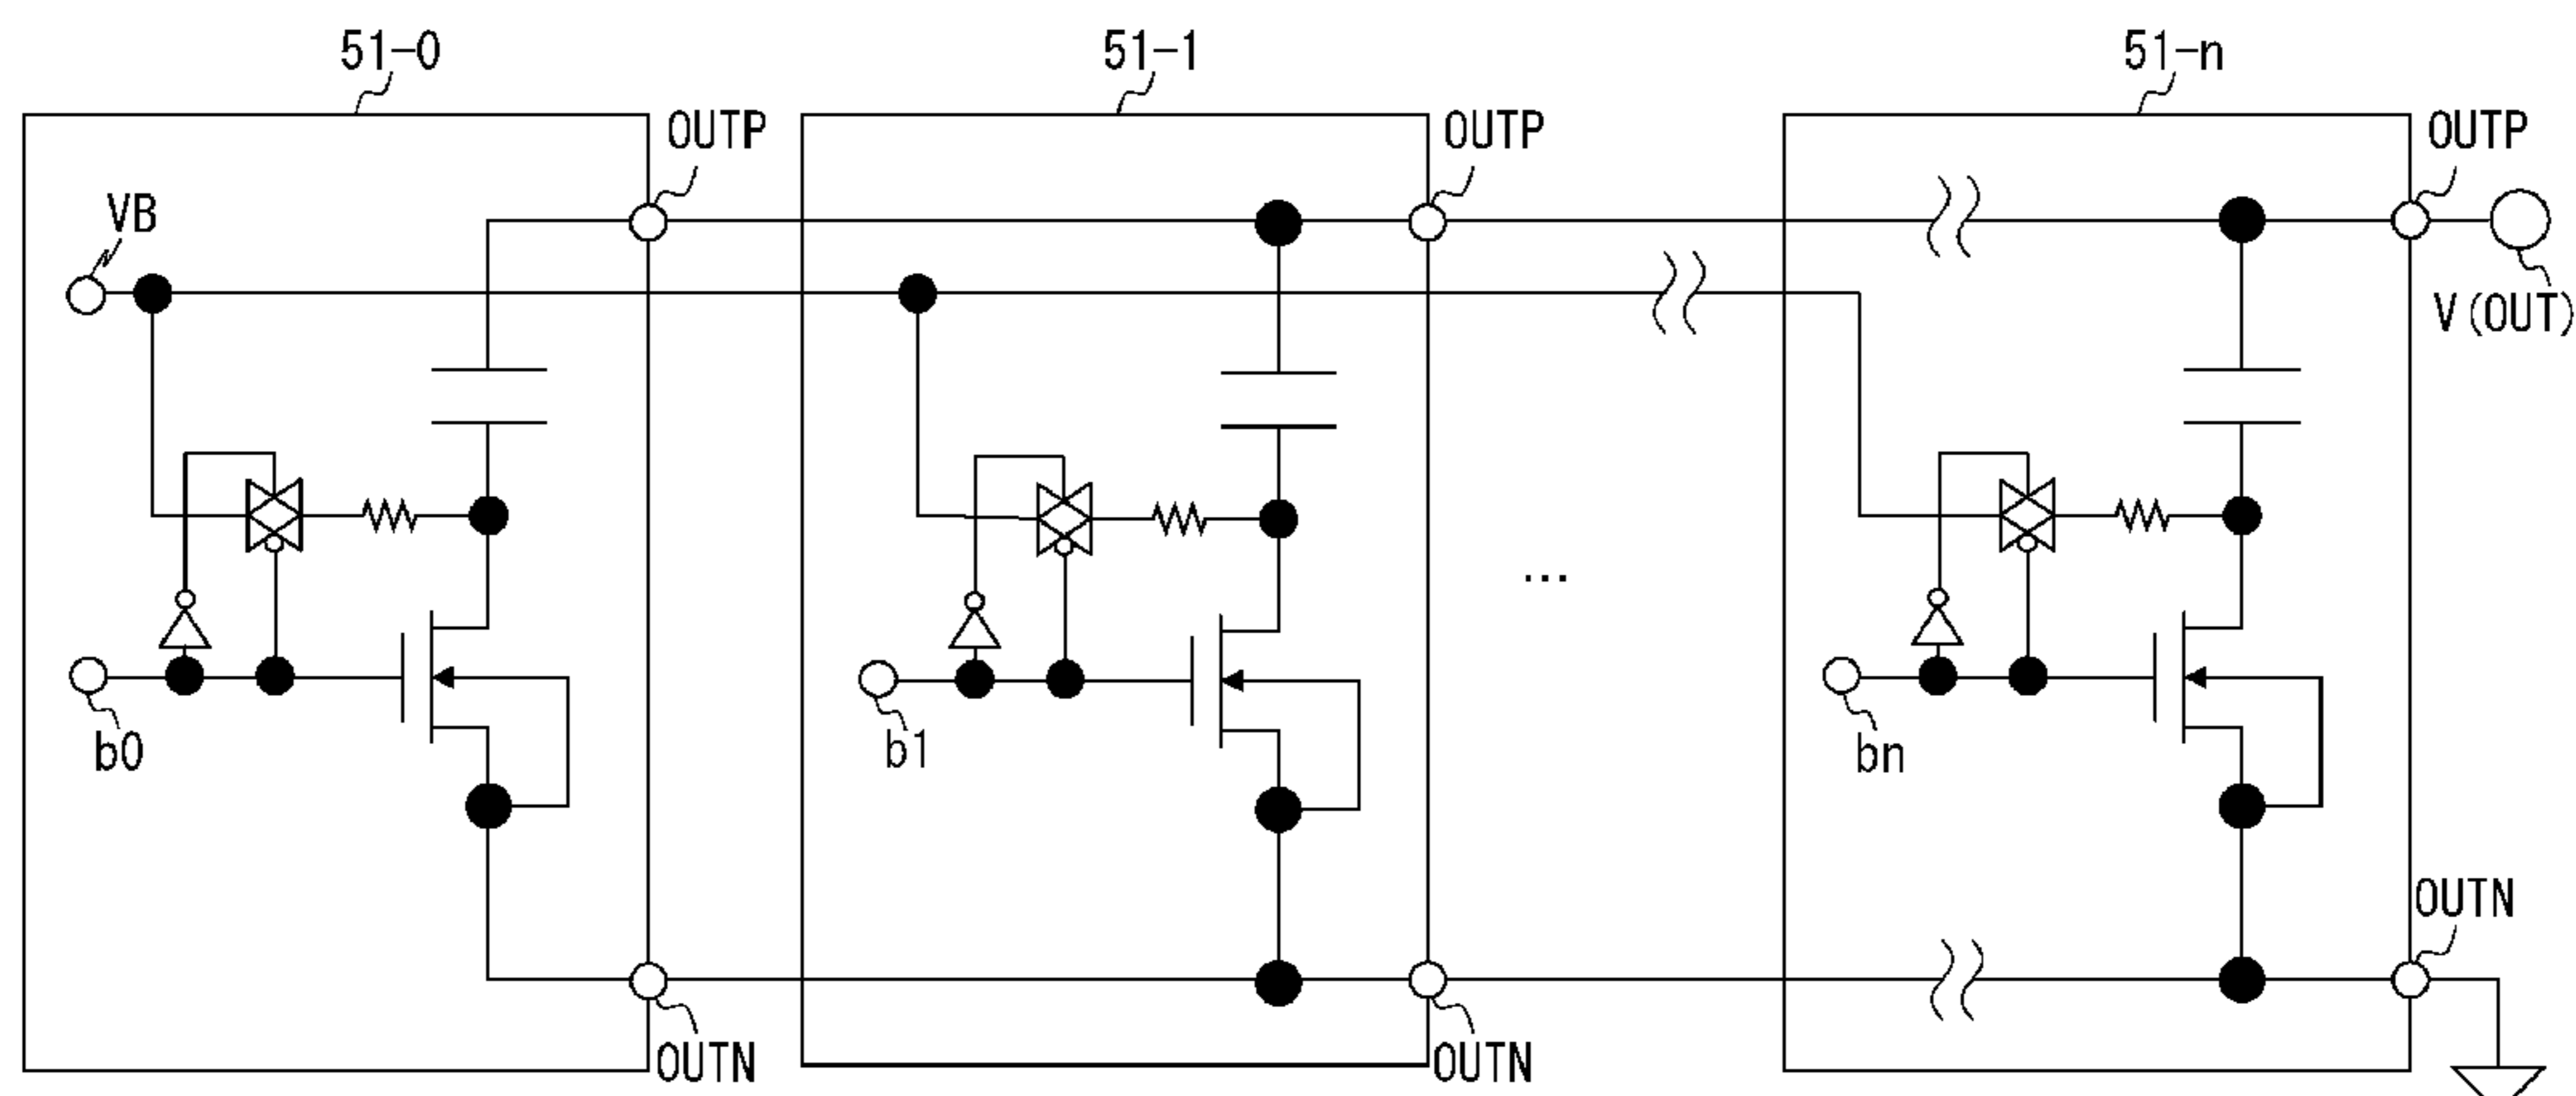 51-0
51-1
51-n
OUTP
OUTP
OUTP
VB
V(OUT)
...
b0
b1
bn
OUTN
OUTN
OUTN